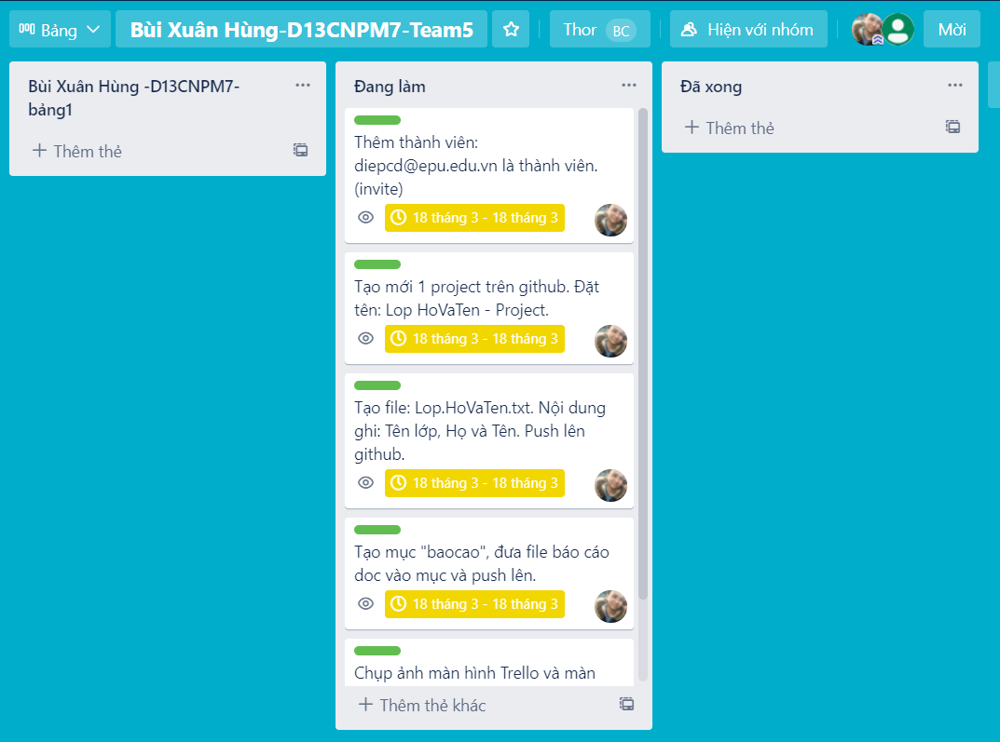 Bảng
Bùi Xuân Hùng-D13CNPM7-Team5
Thor BC
Hiện với nhóm
Mời
Bùi Xuân Hùng -D13CNPM7-
bảng1
Thêm thẻ
Đang làm
Thêm thành viên:
diepcd@epu.edu.vn là thành viên.
(invite)
18 tháng 3 - 18 tháng 3
Tạo mới 1 project trên github. Đặt
tên: Lop HoVaTen - Project.
18 tháng 3 - 18 tháng 3
Tạo file: Lop.HoVaTen.txt. Nội dung
ghi: Tên lớp, Họ và Tên. Push lên
github.
18 tháng 3 - 18 tháng 3
Tạo mục "baocao", đưa file báo cáo
doc vào mục và push lên.
18 tháng 3 - 18 tháng 3
Chụp ảnh màn hình Trello và màn
Thêm thẻ khác
Đã xong
Thêm thẻ